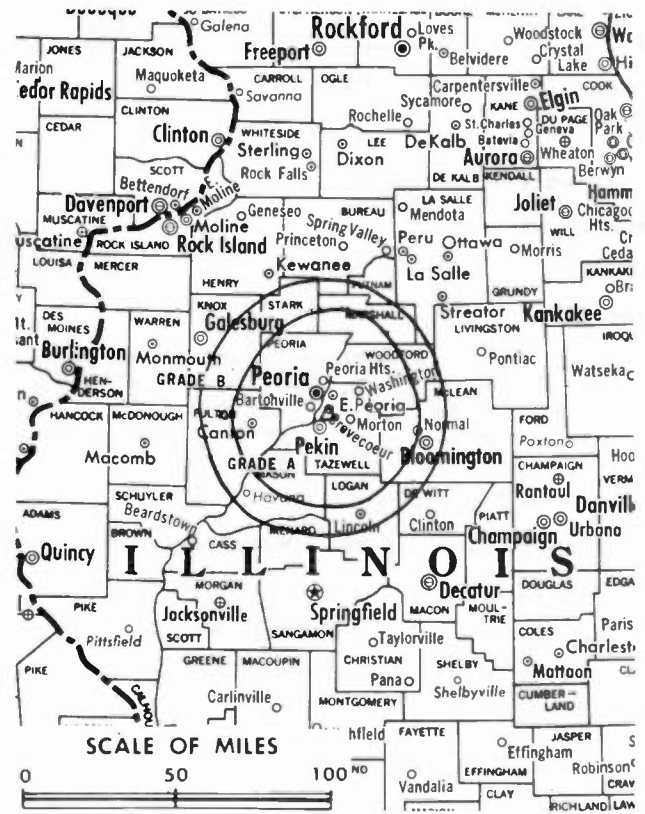 Galena
Rockford
Loves
Pk.
Woodstock
Freeport
Belvidere
Crystal
Lake
JONES
JACKSON
Maquoketa
CARROLL
OGLE
Savanna
Carpentersville
COOK
Sycamore
KANE
Elgin
CEDAR
CLINTON
Clinton
WHITESIDE
Sterling
Rock Falls
Rochelle
LEE
Dixon
DeKalb
St. Charles
DU PAGE
Geneva
Batavia
Wheaton
Oak
Park
Berwyn
Aurora
SCOTT
Bettendorf
E.
Moline
DE KALB
KENDALL
Davenport
Moline
Geneseo
BUREAU
LA SALLE
Mendota
Joliet
WILL
Hts.
MUSCATINE
ROCK ISLAND
Rock Island
Princeton
Spring Valley
Peru
Ottawa
Morris
LOUISA
MERCER
HENRY
Kewanee
PUTNAM
La Salle
GRUNDY
KNOX
STARK
MARSHALL
Streator
Kankakee
DES
MOINES
WARREN
Galesburg
PEORIA
LIVINGSTON
Burlington
Monmouth
WOODFORD
Pontiac
Watseka
GRADE B
Peoria
Peoria Hts.
Washington
McLEAN
HEN-
DERSON
Bartonville
E. Peoria
HANCOCK
McDONOUGH
FULTON
Canton
Morton
Creve coeur
Normal
FORD
Macomb
Pekin
Bloomington
Paxton
GRADE A
TAZEWELL
MASON
LOGAN
CHAMPAIGN
SCHUYLER
Havana
DE WITT
Rantoul
ADAMS
Beardstown
MENARD
Lincoln
Clinton
PIATT
BROWN
CASS
Champaign
Urbana
Quincy
ILLINOIS
MORGAN
Decatur
DOUGLAS
PIKE
Jacksonville
Springfield
MACON
MOUL-
TRIE
Pittsfield
SCOTT
SANGAMON
Taylorville
COLES
Paris
GREENE
MACOUPIN
CHRISTIAN
SHELBY
Mattoon
PIKE
Pana
Carlinville
Shelbyville
CUMBER-
LAND
MONTGOMERY
SCALE OF MILES
FAYETTE
JASPER
Effingham
0 50 100
EFFINGHAM
Robinson
Vandalia
CLAY
RICHLAND